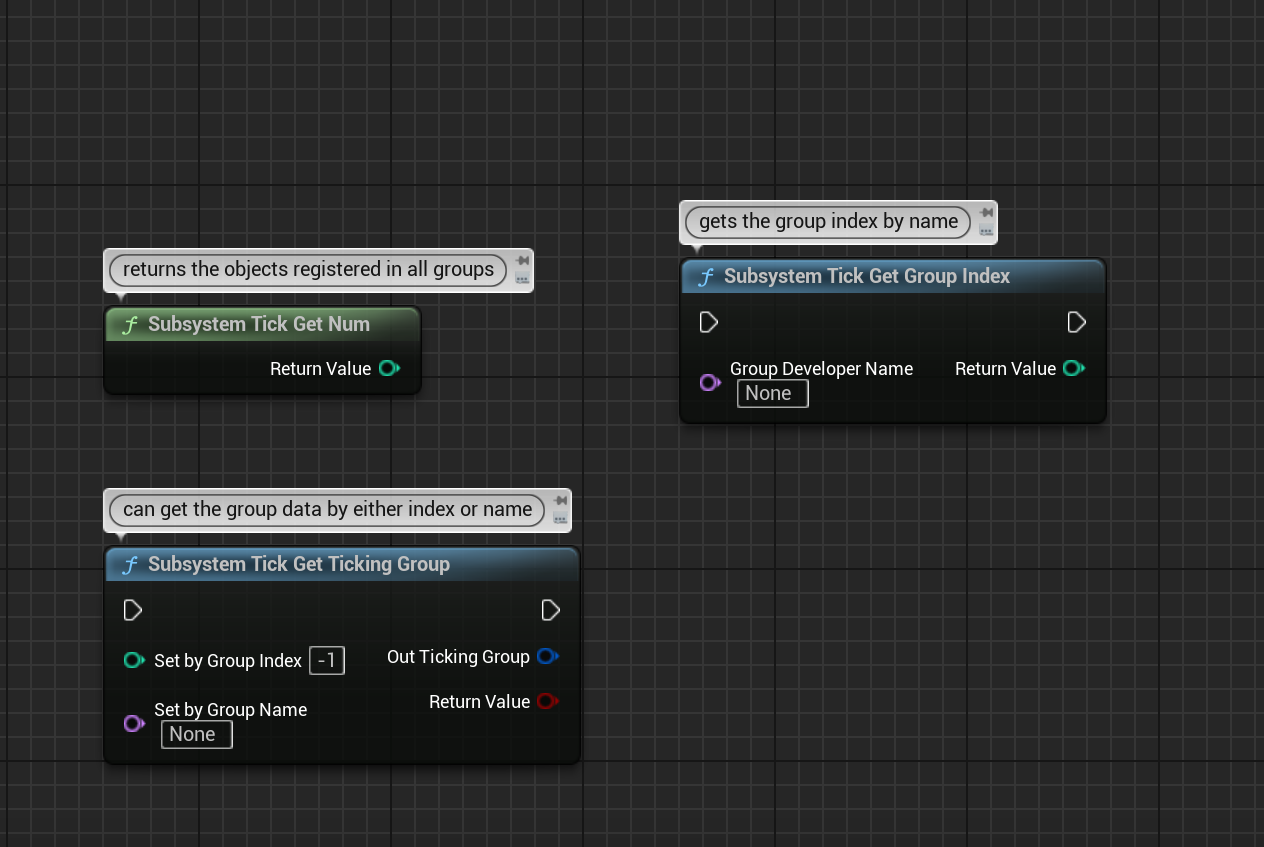 returns the objects registered in all groups
Subsystem Tick Get Num
Return Value
gets the group index by name
Subsystem Tick Get Group Index
Group Developer Name
None
Return Value
can get the group data by either index or name
Subsystem Tick Get Ticking Group
Set by Group Index -1
Out Ticking Group
Return Value
Set by Group Name
None